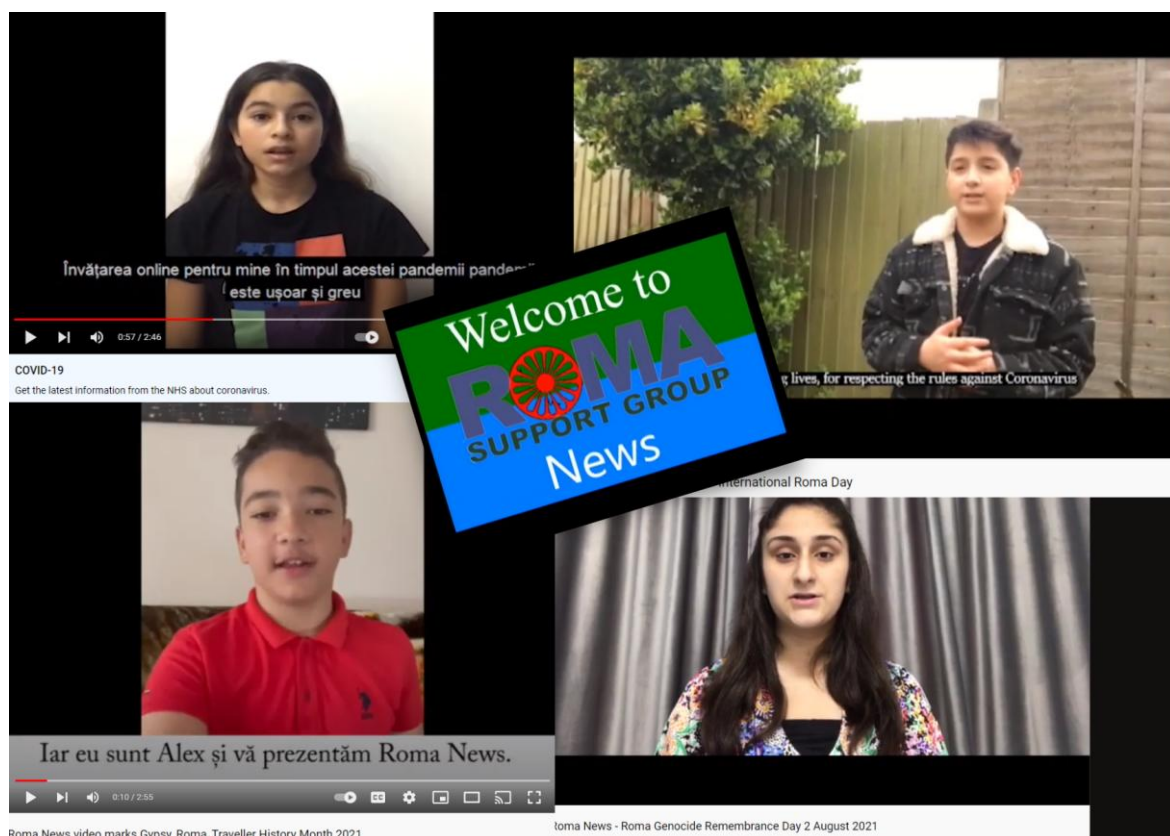 Învățarea online pentru mine în timpul acestei pandemii
este ușoar și greu
0:57 / 2:46
COVID-19
Get the latest information from the NHS about coronavirus.
lives, for respecting the rules against Coronavirus
Welcome to
ROMA
SUPPORT GROUP
News
International Roma Day
Iar eu sunt Alex și vă prezentăm Roma News.
0:10 / 2:55
CC
Roma News video marks Gypsy, Roma, Traveller History Month 2021
Roma News - Roma Genocide Remembrance Day 2 August 2021